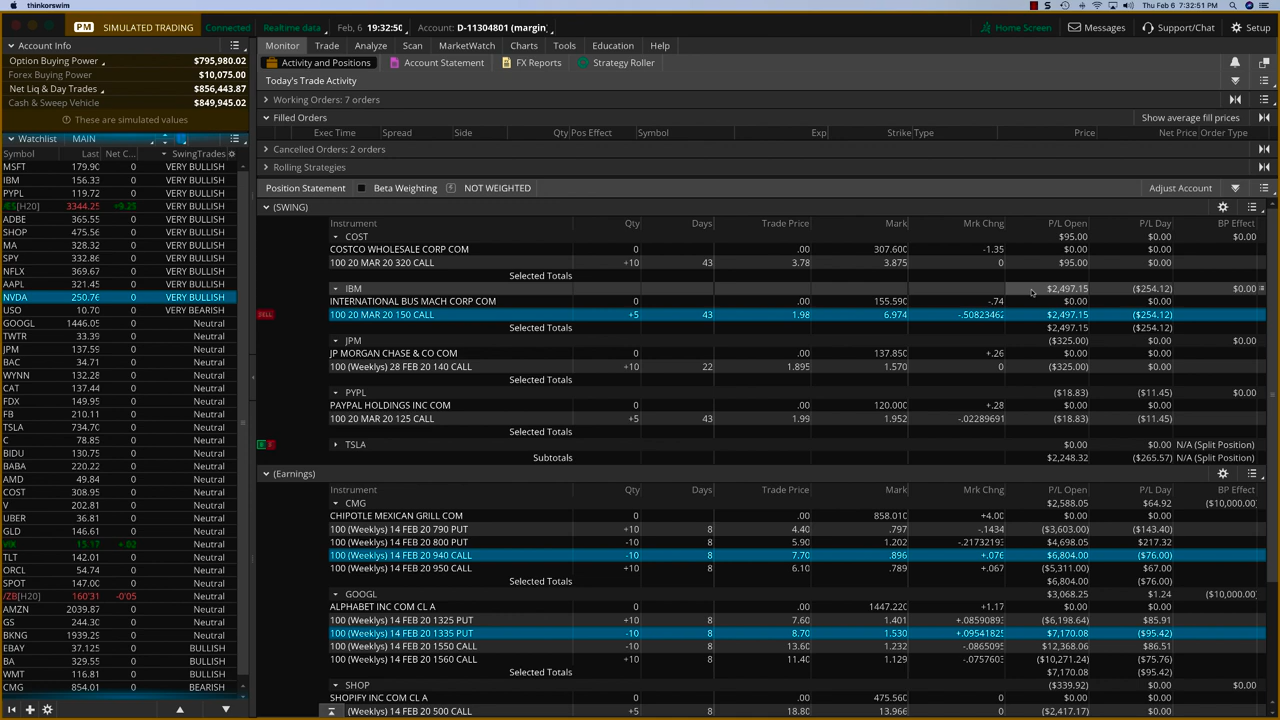 thinkorswim
Thu Feb 6 7:32:51 PM
PM SIMULATED TRADING Connected Realtime data Feb, 6 19:32:50 Account: D-11304801 (margin) Home Screen Messages Support/Chat Setup
Account Info
Option Buying Power $795,980.02
Forex Buying Power $10,075.00
Net Liq & Day Trades $856,443.87
Cash & Sweep Vehicle $849,945.02
These are simulated values
Watchlist MAIN
Symbol Last Net C... SwingTrades
MSFT 179.90 0 VERY BULLISH
IBM 156.33 0 VERY BULLISH
PYPL 119.72 0 VERY BULLISH
/ES[H20] 3344.25 +9.25 VERY BULLISH
ADBE 365.55 0 VERY BULLISH
SHOP 475.56 0 VERY BULLISH
MA 328.32 0 VERY BULLISH
SPY 332.86 0 VERY BULLISH
NFLX 369.67 0 VERY BULLISH
AAPL 321.45 0 VERY BULLISH
NVDA 250.76 0 VERY BULLISH
USO 10.70 0 VERY BEARISH
GOOGL 1446.05 0 Neutral
TWTR 33.39 0 Neutral
JPM 137.59 0 Neutral
BAC 34.71 0 Neutral
WYNN 132.28 0 Neutral
CAT 137.44 0 Neutral
FDX 149.95 0 Neutral
FB 210.11 0 Neutral
TSLA 734.70 0 Neutral
C 78.85 0 Neutral
BIDU 130.75 0 Neutral
BABA 220.22 0 Neutral
AMD 49.84 0 Neutral
COST 308.95 0 Neutral
V 202.81 0 Neutral
UBER 36.81 0 Neutral
GLD 146.61 0 Neutral
VIX 15.17 +.02 Neutral
TLT 142.01 0 Neutral
ORCL 54.74 0 Neutral
SPOT 147.00 0 Neutral
/ZB[H20] 160'31 -0'05 Neutral
AMZN 2039.87 0 Neutral
GS 244.30 0 Neutral
BKNG 1939.29 0 Neutral
EBAY 37.125 0 BULLISH
BA 329.55 0 BULLISH
WMT 116.81 0 BULLISH
CMG 854.01 0 BEARISH
Monitor Trade Analyze Scan MarketWatch Charts Tools Education Help
Activity and Positions Account Statement FX Reports Strategy Roller
Today's Trade Activity
Working Orders: 7 orders
Filled Orders Show average fill prices
Exec Time Spread Side Qty Pos Effect Symbol Exp Strike Type Price Net Price Order Type
Cancelled Orders: 2 orders
Rolling Strategies
Position Statement Beta Weighting NOT WEIGHTED Adjust Account
(SWING)
Instrument Qty Days Trade Price Mark Mrk Chng P/L Open P/L Day BP Effect
COST $95.00 $0.00 $0.00
COSTCO WHOLESALE CORP COM 0 .00 307.600 -1.35 $0.00 $0.00
100 20 MAR 20 320 CALL +10 43 3.78 3.875 0 $95.00 $0.00
Selected Totals
IBM $2,497.15 ($254.12) $0.00
INTERNATIONAL BUS MACH CORP COM 0 .00 155.590 -.74 $0.00 $0.00
SELL 100 20 MAR 20 150 CALL +5 43 1.98 6.974 -.50823462 $2,497.15 ($254.12)
Selected Totals $2,497.15 ($254.12)
JPM ($325.00) $0.00 $0.00
JP MORGAN CHASE & CO COM 0 .00 137.850 +.26 $0.00 $0.00
100 (Weeklys) 28 FEB 20 140 CALL +10 22 1.895 1.570 0 ($325.00) $0.00
Selected Totals
PYPL ($18.83) ($11.45) $0.00
PAYPAL HOLDINGS INC COM 0 .00 120.000 +.28 $0.00 $0.00
100 20 MAR 20 125 CALL +5 43 1.99 1.952 -.02289691 ($18.83) ($11.45)
Selected Totals
TSLA $0.00 $0.00 N/A (Split Position)
Subtotals $2,248.32 ($265.57) N/A (Split Position)
(Earnings)
Instrument Qty Days Trade Price Mark Mrk Chng P/L Open P/L Day BP Effect
CMG $2,588.05 $64.92 ($10,000.00)
CHIPOTLE MEXICAN GRILL COM 0 .00 858.010 +4.00 $0.00 $0.00
100 (Weeklys) 14 FEB 20 790 PUT +10 8 4.40 .797 -.1434 ($3,603.00) ($143.40)
100 (Weeklys) 14 FEB 20 800 PUT -10 8 5.90 1.202 -.21732193 $4,698.05 $217.32
100 (Weeklys) 14 FEB 20 940 CALL -10 8 7.70 .896 +.076 $6,804.00 ($76.00)
100 (Weeklys) 14 FEB 20 950 CALL +10 8 6.10 .789 +.067 ($5,311.00) $67.00
Selected Totals $6,804.00 ($76.00)
GOOGL $3,068.25 $1.24 ($10,000.00)
ALPHABET INC COM CL A 0 .00 1447.220 +1.17 $0.00 $0.00
100 (Weeklys) 14 FEB 20 1325 PUT +10 8 7.60 1.401 +.08590893 ($6,198.64) $85.91
100 (Weeklys) 14 FEB 20 1335 PUT -10 8 8.70 1.530 +.09541825 $7,170.08 ($95.42)
100 (Weeklys) 14 FEB 20 1550 CALL -10 8 13.60 1.232 -.0865095 $12,368.06 $86.51
100 (Weeklys) 14 FEB 20 1560 CALL +10 8 11.40 1.129 -.0757603 ($10,271.24) ($75.76)
Selected Totals $7,170.08 ($95.42)
SHOP ($339.92) $0.00 $0.00
SHOPIFY INC COM CL A 0 .00 475.560 0 $0.00 $0.00
100 (Weeklys) 14 FEB 20 500 CALL +5 8 18.80 13.966 0 ($2,417.17) $0.00